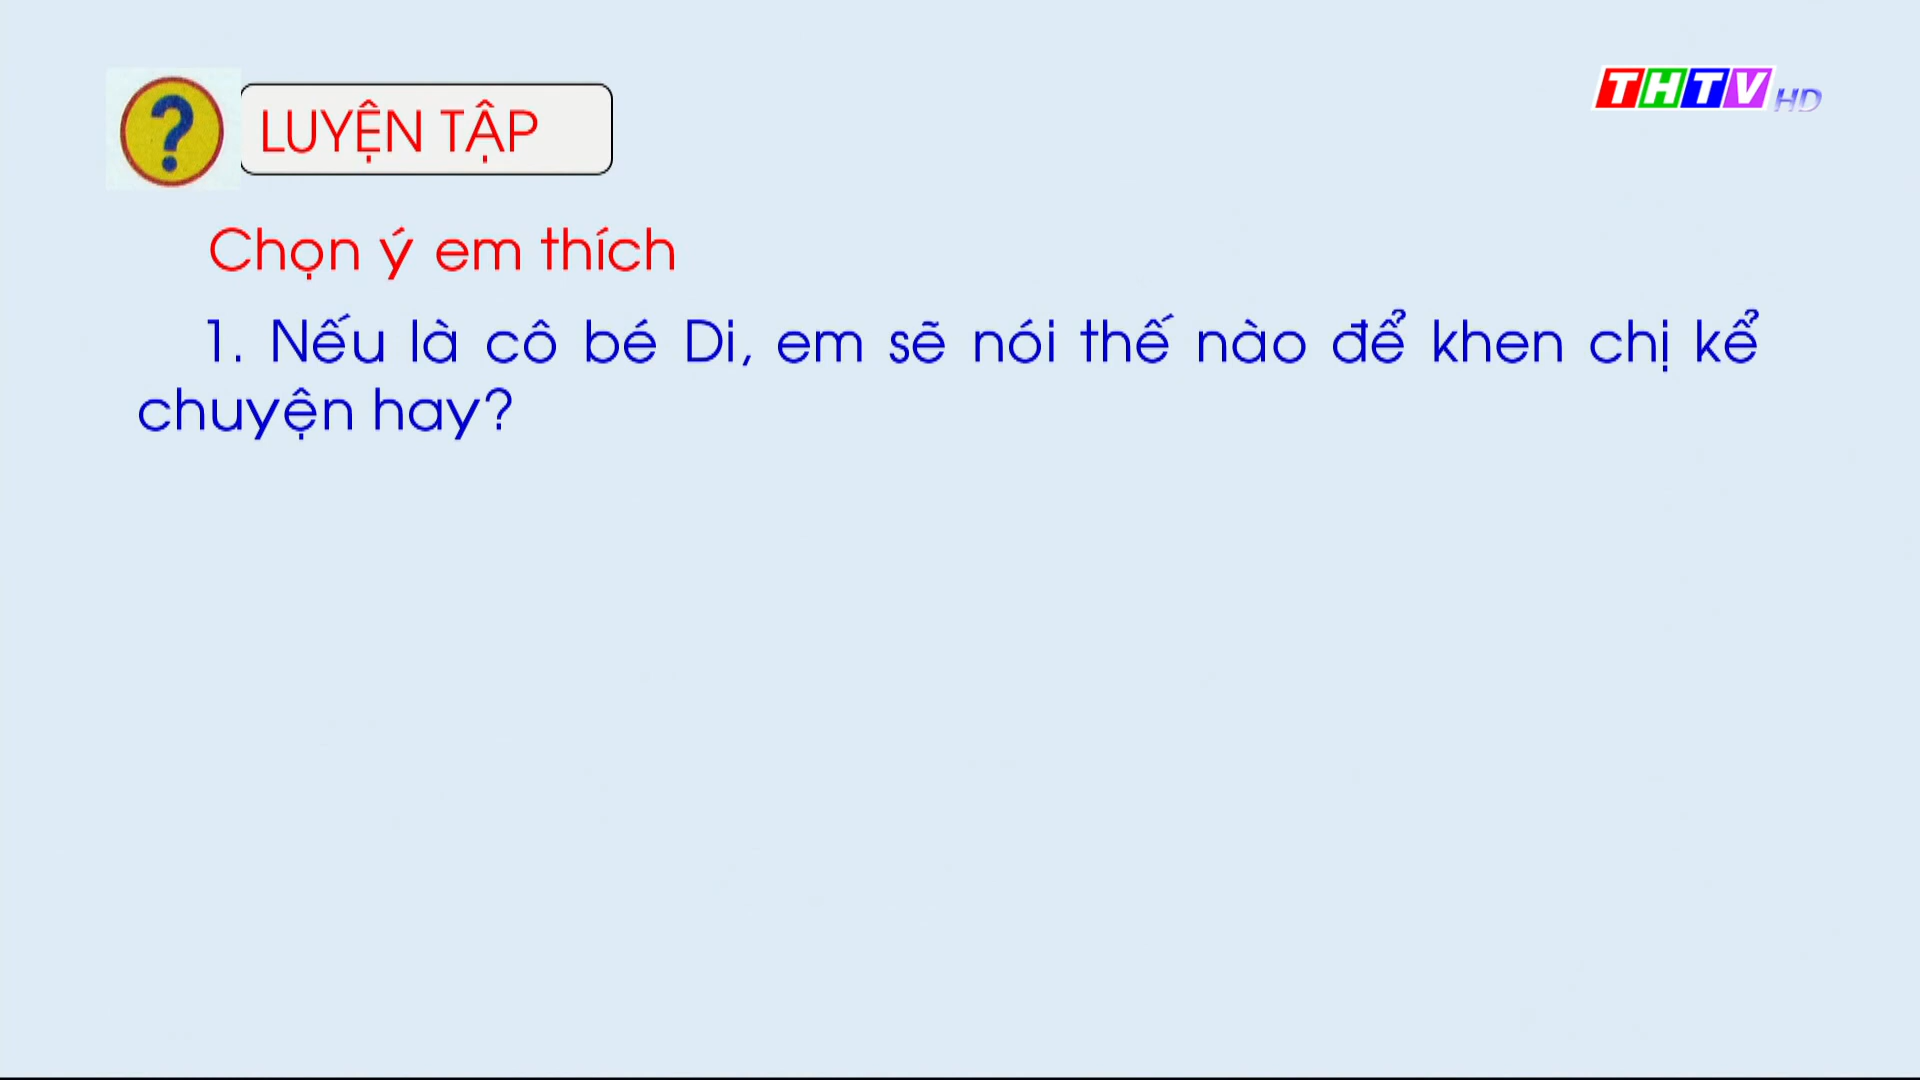 THTV HD
?
LUYỆN TẬP
Chọn ý em thích
1. Nếu là cô bé Di, em sẽ nói thế nào để khen chị kể
chuyện hay?